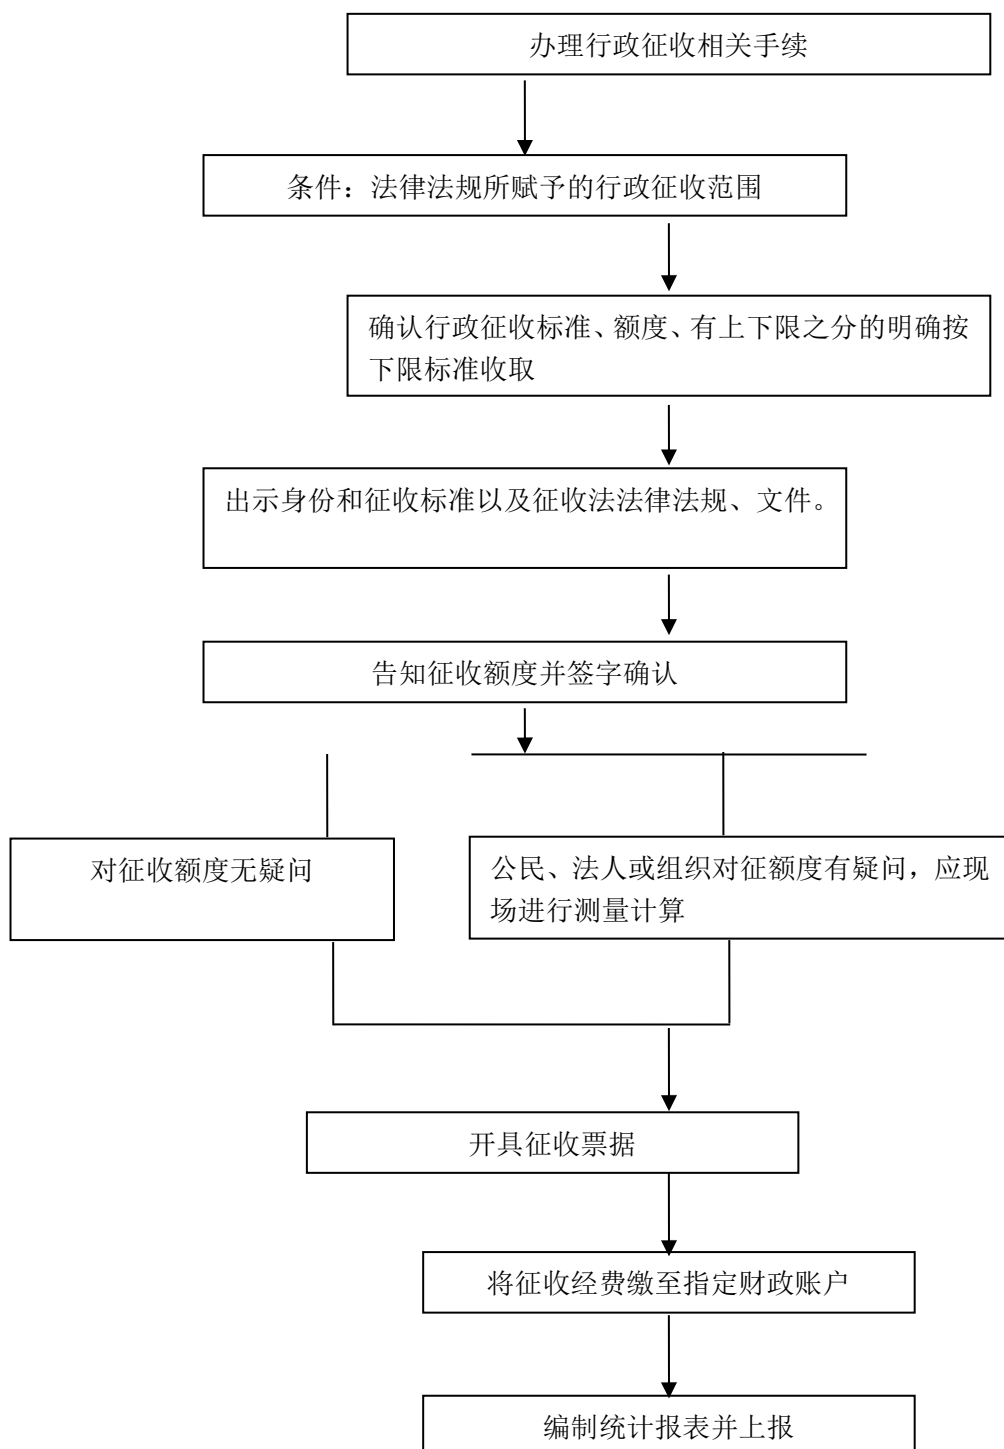 办理行政征收相关手续
条件：法律法规所赋予的行政征收范围
确认行政征收标准、额度、有上下限之分的明确按
下限标准收取
出示身份和征收标准以及征收法法律法规、文件。
告知征收额度并签字确认
对征收额度无疑问
公民、法人或组织对征额度有疑问，应现
场进行测量计算
开具征收票据
将征收经费缴至指定财政账户
编制统计报表并上报